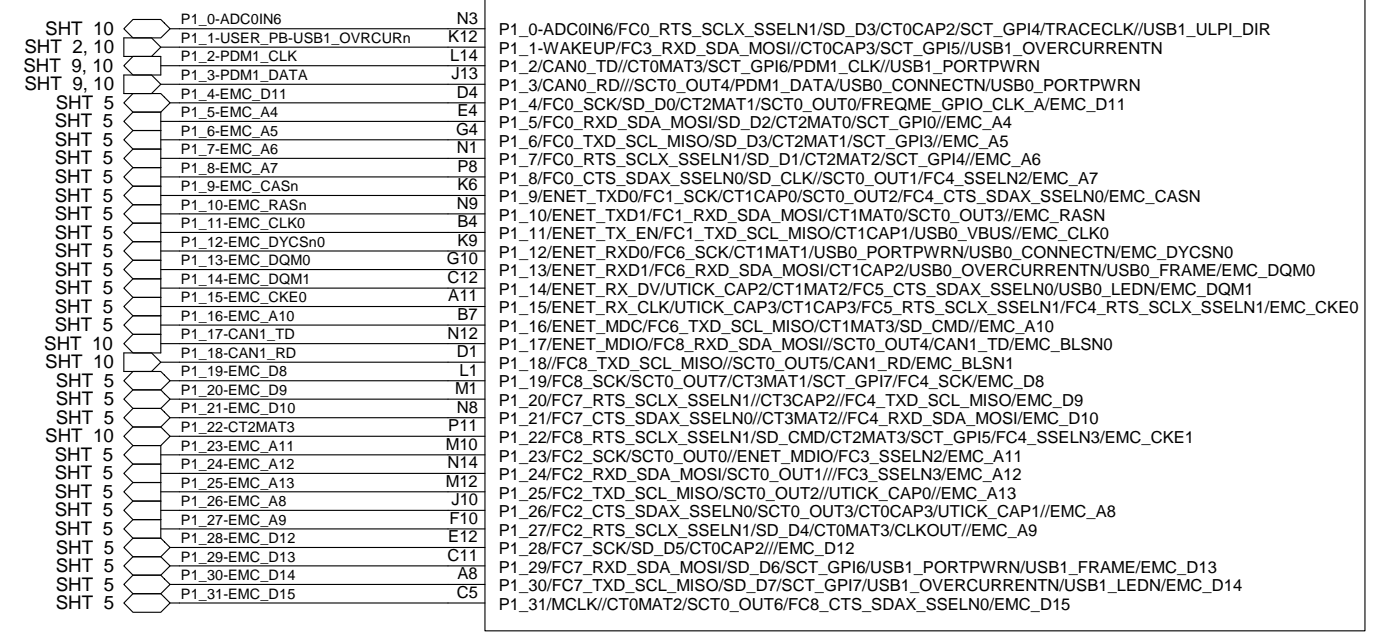 SHT 10 P1_0-ADC0IN6 N3 P1_0-ADC0IN6/FC0_RTS_SCLX_SSELN1/SD_D3/CT0CAP2/SCT_GPI4/TRACECLK//USB1_ULPI_DIR
SHT 2, 10 P1_1-USER_PB-USB1_OVRCURn K12 P1_1-WAKEUP/FC3_RXD_SDA_MOSI//CT0CAP3/SCT_GPI5//USB1_OVERCURRENTN
SHT 9, 10 P1_2-PDM1_CLK L14 P1_2/CAN0_TD//CT0MAT3/SCT_GPI6/PDM1_CLK//USB1_PORTPWRN
SHT 9, 10 P1_3-PDM1_DATA J13 P1_3/CAN0_RD///SCT0_OUT4/PDM1_DATA/USB0_CONNECTN/USB0_PORTPWRN
SHT 5 P1_4-EMC_D11 D4 P1_4/FC0_SCK/SD_D0/CT2MAT1/SCT0_OUT0/FREQME_GPIO_CLK_A/EMC_D11
SHT 5 P1_5-EMC_A4 E4 P1_5/FC0_RXD_SDA_MOSI/SD_D2/CT2MAT0/SCT_GPI0//EMC_A4
SHT 5 P1_6-EMC_A5 G4 P1_6/FC0_TXD_SCL_MISO/SD_D3/CT2MAT1/SCT_GPI3//EMC_A5
SHT 5 P1_7-EMC_A6 N1 P1_7/FC0_RTS_SCLX_SSELN1/SD_D1/CT2MAT2/SCT_GPI4//EMC_A6
SHT 5 P1_8-EMC_A7 P8 P1_8/FC0_CTS_SDAX_SSELN0/SD_CLK//SCT0_OUT1/FC4_SSELN2/EMC_A7
SHT 5 P1_9-EMC_CASn K6 P1_9/ENET_TXD0/FC1_SCK/CT1CAP0/SCT0_OUT2/FC4_CTS_SDAX_SSELN0/EMC_CASN
SHT 5 P1_10-EMC_RASn N9 P1_10/ENET_TXD1/FC1_RXD_SDA_MOSI/CT1MAT0/SCT0_OUT3//EMC_RASN
SHT 5 P1_11-EMC_CLK0 B4 P1_11/ENET_TX_EN/FC1_TXD_SCL_MISO/CT1CAP1/USB0_VBUS//EMC_CLK0
SHT 5 P1_12-EMC_DYCSn0 K9 P1_12/ENET_RXD0/FC6_SCK/CT1MAT1/USB0_PORTPWRN/USB0_CONNECTN/EMC_DYCSN0
SHT 5 P1_13-EMC_DQM0 G10 P1_13/ENET_RXD1/FC6_RXD_SDA_MOSI/CT1CAP2/USB0_OVERCURRENTN/USB0_FRAME/EMC_DQM0
SHT 5 P1_14-EMC_DQM1 C12 P1_14/ENET_RX_DV/UTICK_CAP2/CT1MAT2/FC5_CTS_SDAX_SSELN0/USB0_LEDN/EMC_DQM1
SHT 5 P1_15-EMC_CKE0 A11 P1_15/ENET_RX_CLK/UTICK_CAP3/CT1CAP3/FC5_RTS_SCLX_SSELN1/FC4_RTS_SCLX_SSELN1/EMC_CKE0
SHT 5 P1_16-EMC_A10 B7 P1_16/ENET_MDC/FC6_TXD_SCL_MISO/CT1MAT3/SD_CMD//EMC_A10
SHT 10 P1_17-CAN1_TD N12 P1_17/ENET_MDIO/FC8_RXD_SDA_MOSI//SCT0_OUT4/CAN1_TD/EMC_BLSN0
SHT 10 P1_18-CAN1_RD D1 P1_18//FC8_TXD_SCL_MISO//SCT0_OUT5/CAN1_RD/EMC_BLSN1
SHT 5 P1_19-EMC_D8 L1 P1_19/FC8_SCK/SCT0_OUT7/CT3MAT1/SCT_GPI7/FC4_SCK/EMC_D8
SHT 5 P1_20-EMC_D9 M1 P1_20/FC7_RTS_SCLX_SSELN1//CT3CAP2//FC4_TXD_SCL_MISO/EMC_D9
SHT 5 P1_21-EMC_D10 N8 P1_21/FC7_CTS_SDAX_SSELN0//CT3MAT2//FC4_RXD_SDA_MOSI/EMC_D10
SHT 10 P1_22-CT2MAT3 P11 P1_22/FC8_RTS_SCLX_SSELN1/SD_CMD/CT2MAT3/SCT_GPI5/FC4_SSELN3/EMC_CKE1
SHT 5 P1_23-EMC_A11 M10 P1_23/FC2_SCK/SCT0_OUT0//ENET_MDIO/FC3_SSELN2/EMC_A11
SHT 5 P1_24-EMC_A12 N14 P1_24/FC2_RXD_SDA_MOSI/SCT0_OUT1///FC3_SSELN3/EMC_A12
SHT 5 P1_25-EMC_A13 M12 P1_25/FC2_TXD_SCL_MISO/SCT0_OUT2//UTICK_CAP0//EMC_A13
SHT 5 P1_26-EMC_A8 J10 P1_26/FC2_CTS_SDAX_SSELN0/SCT0_OUT3/CT0CAP3/UTICK_CAP1//EMC_A8
SHT 5 P1_27-EMC_A9 F10 P1_27/FC2_RTS_SCLX_SSELN1/SD_D4/CT0MAT3/CLKOUT//EMC_A9
SHT 5 P1_28-EMC_D12 E12 P1_28/FC7_SCK/SD_D5/CT0CAP2///EMC_D12
SHT 5 P1_29-EMC_D13 C11 P1_29/FC7_RXD_SDA_MOSI/SD_D6/SCT_GPI6/USB1_PORTPWRN/USB1_FRAME/EMC_D13
SHT 5 P1_30-EMC_D14 A8 P1_30/FC7_TXD_SCL_MISO/SD_D7/SCT_GPI7/USB1_OVERCURRENTN/USB1_LEDN/EMC_D14
SHT 5 P1_31-EMC_D15 C5 P1_31/MCLK//CT0MAT2/SCT0_OUT6/FC8_CTS_SDAX_SSELN0/EMC_D15